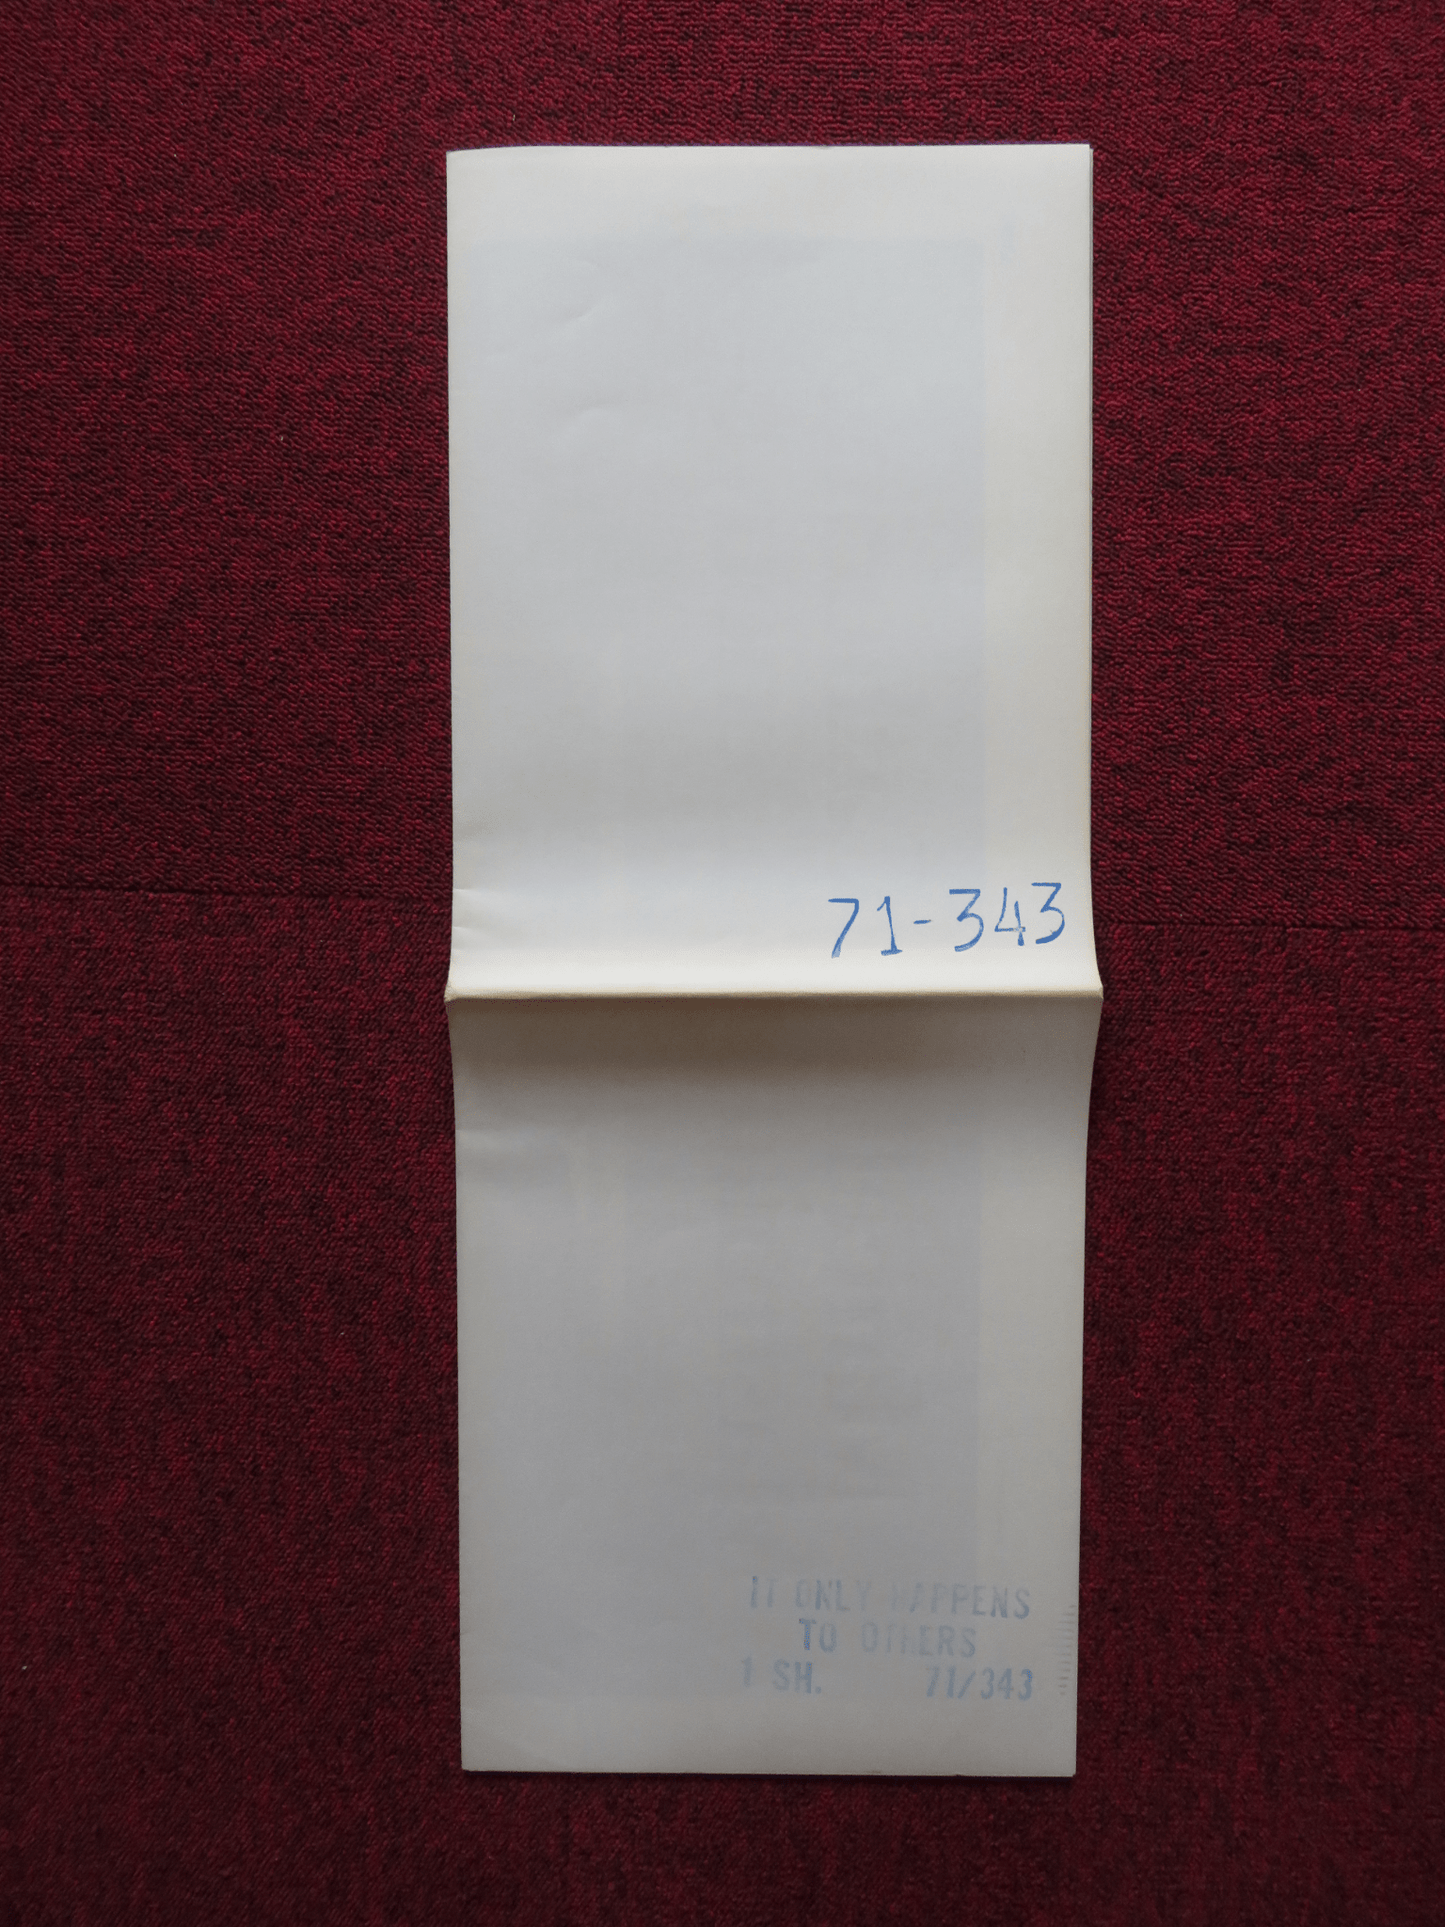 71-343
IT ONLY HAPPENS
TO OTHERS
1 SH. 71/343